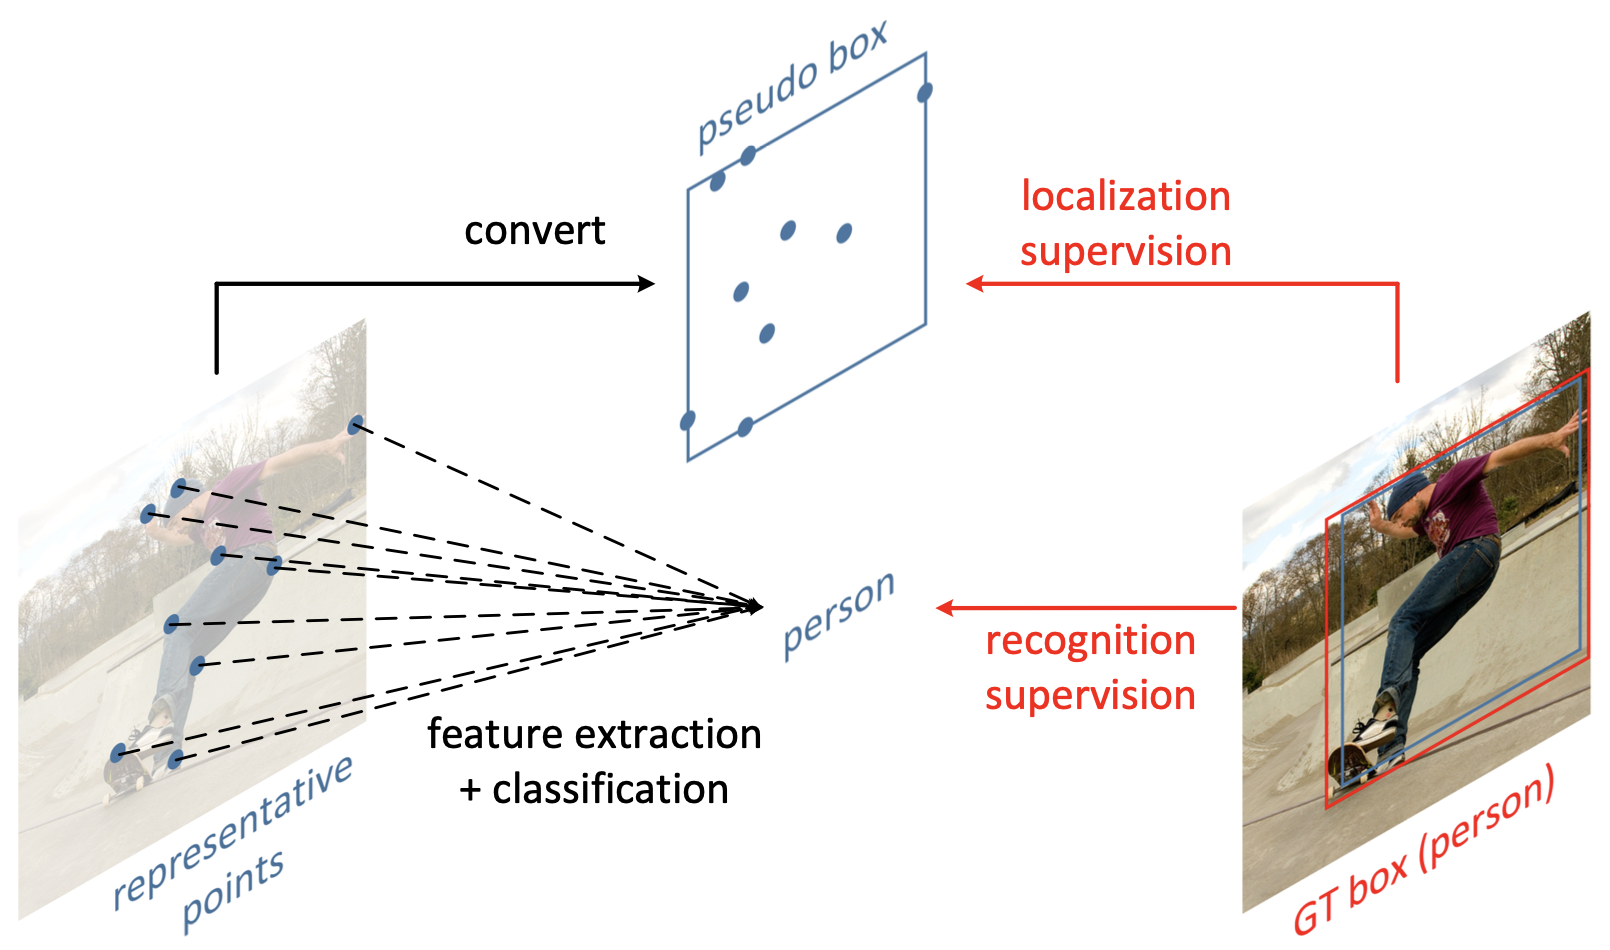 pseudo box
convert
localization
supervision
person
recognition
supervision
feature extraction
+ classification
representative
points
GT box (person)